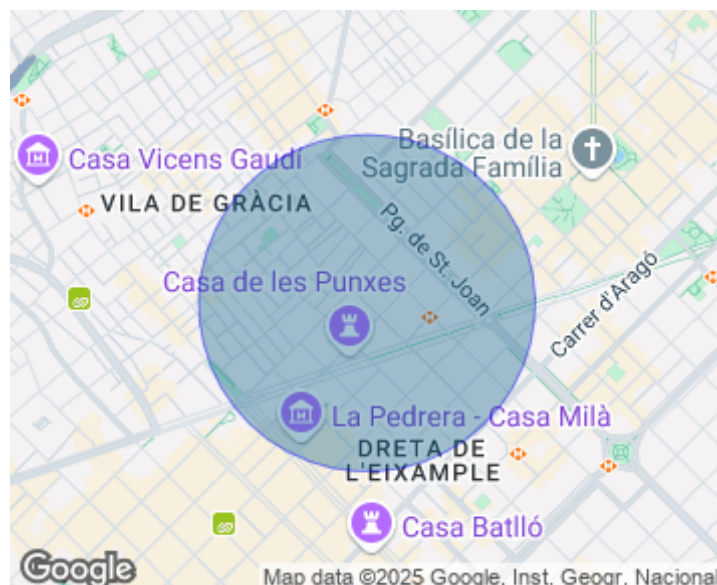 Basílica de la
Sagrada Família
Casa Vicens Gaudí
VILA DE GRÀCIA
Pg. de St. Joan
Casa de les Punxes
Carrer d'Aragó
La Pedrera - Casa Milà
DRETA DE
L'EIXAMPLE
Casa Batlló
Google
Map data ©2025 Google, Inst. Geogr. Nacional